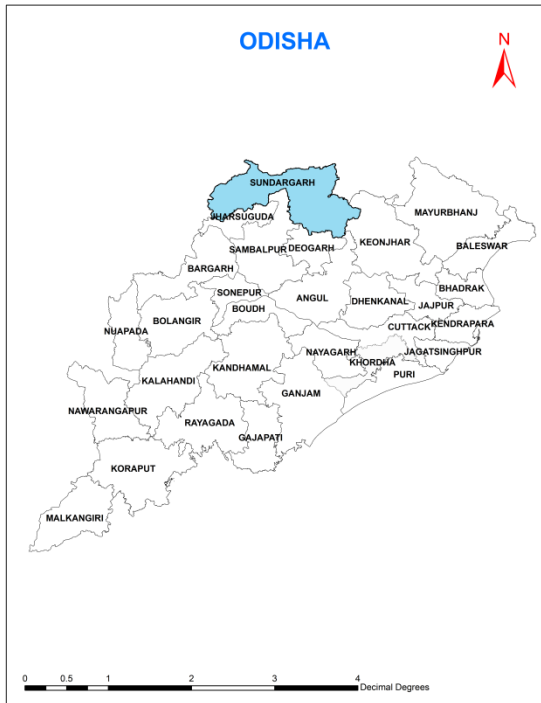 ODISHA
N
SUNDARGARH
JHARSUGUDA
MAYURBHANJ
SAMBALPUR
DEOGARH
KEONJHAR
BALESWAR
BARGARH
SONEPUR
ANGUL
DHENKANAL
BHADRAK
JAJPUR
BOUDH
BOLANGIR
NUAPADA
CUTTACK
KENDRAPARA
NAYAGARH
JAGATSINGHPUR
KHORDHA
PURI
KANDHAMAL
KALAHANDI
GANJAM
NAWARANGAPUR
RAYAGADA
GAJAPATI
KORAPUT
MALKANGIRI
0 0.5 1 2 3 4
Decimal Degrees